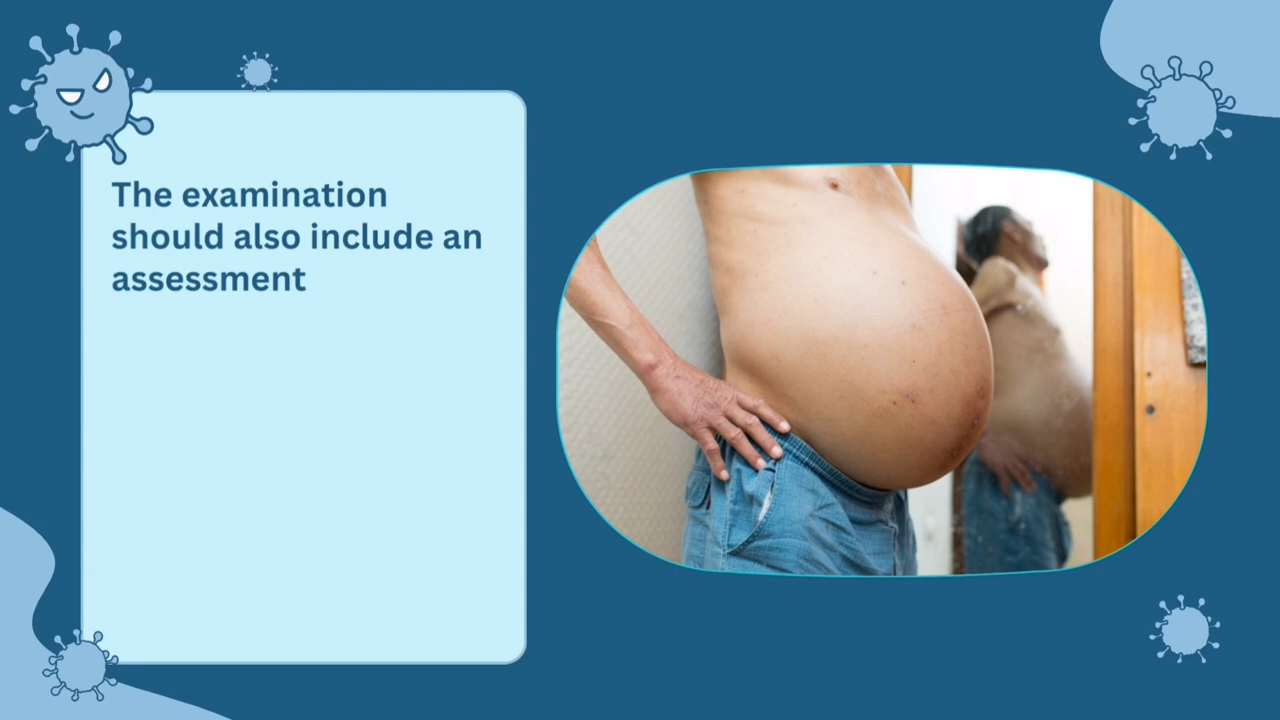 The examination
should also include an
assessment